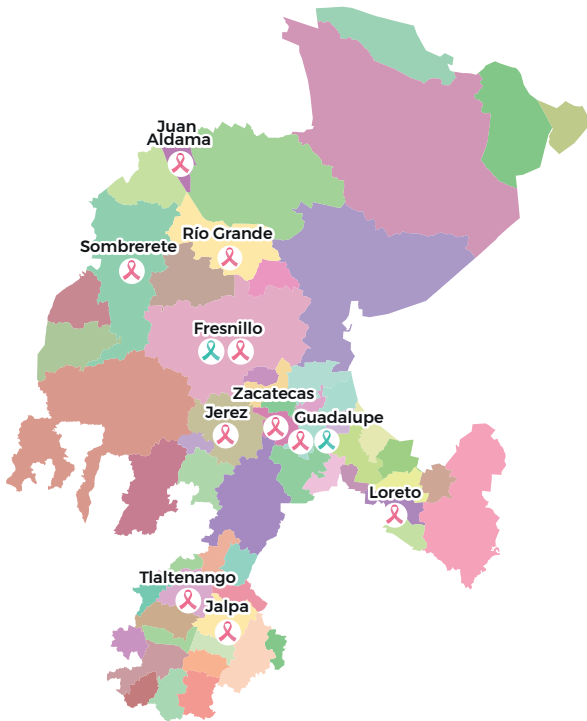 Juan
Aldama
Río Grande
Sombrerete
Fresnillo
Zacatecas
Jerez
Guadalupe
Loreto
Tlaltenango
Jalpa